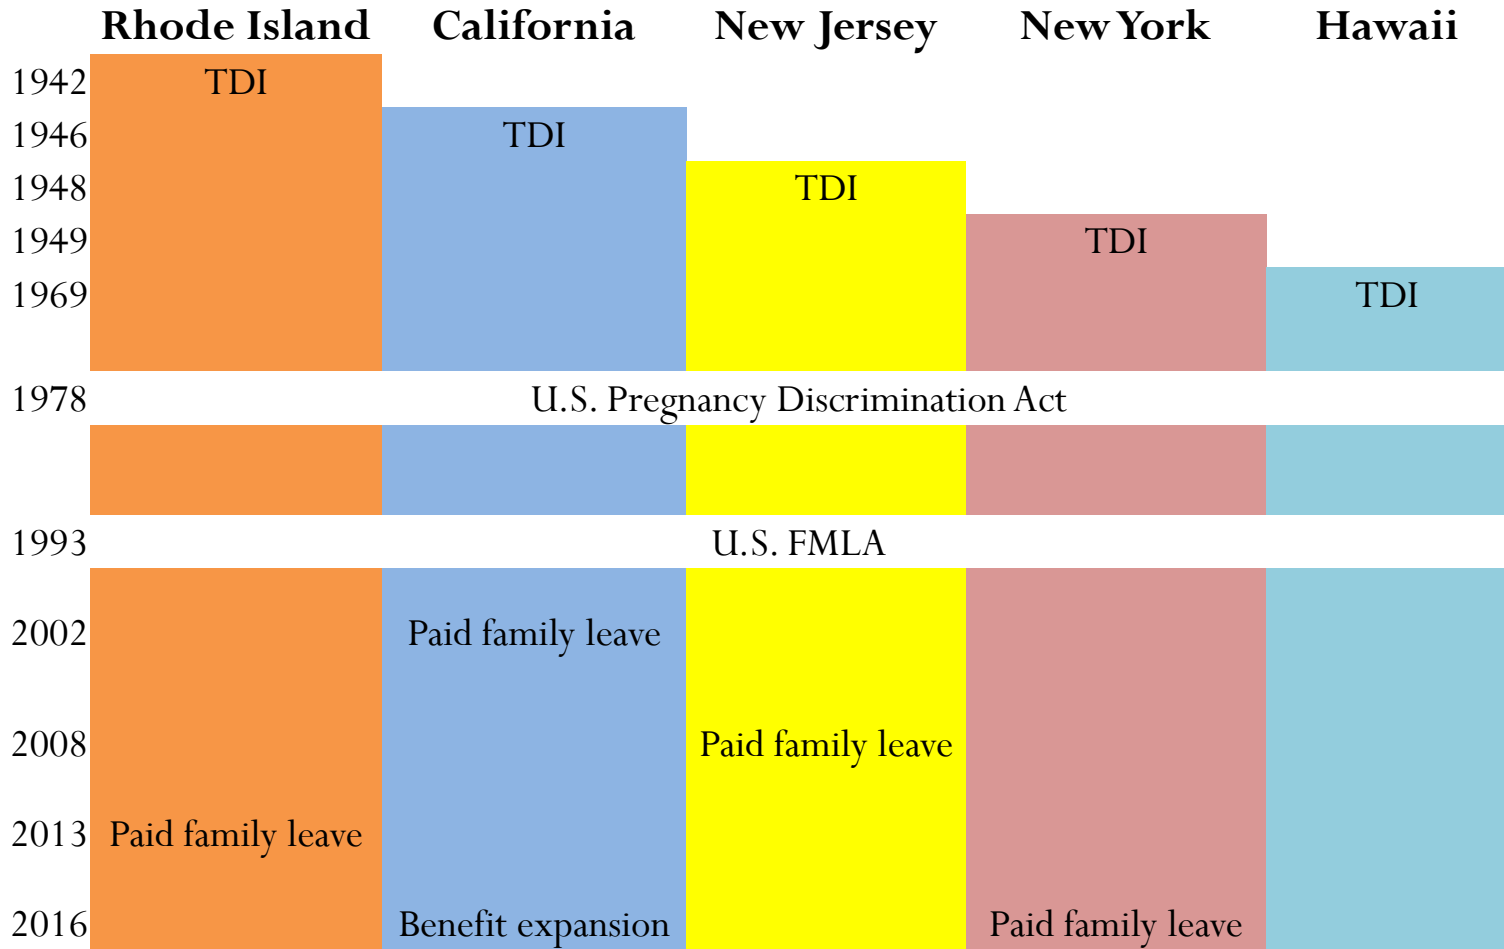 Rhode Island California New Jersey New York Hawaii
1942 TDI
1946 TDI
1948 TDI
1949 TDI
1969 TDI
1978 U.S. Pregnancy Discrimination Act
1993 U.S. FMLA
2002 Paid family leave
2008 Paid family leave
2013 Paid family leave
2016 Benefit expansion Paid family leave